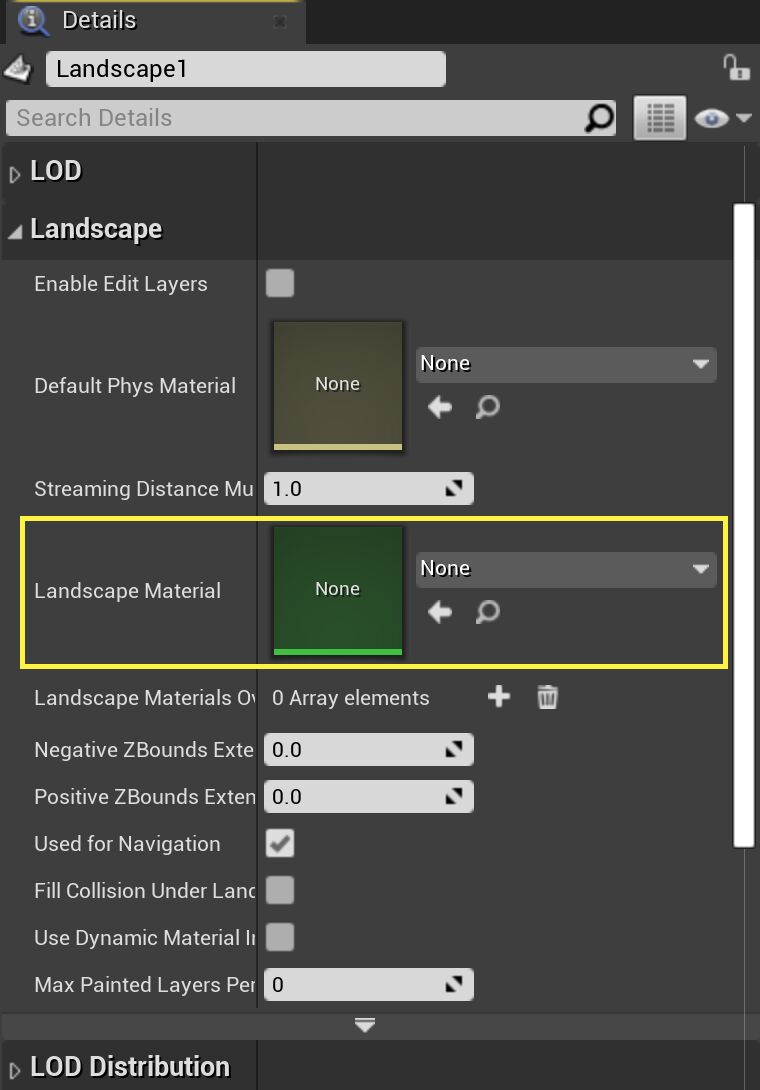 Details
Landscape1
Search Details
LOD
Landscape
Enable Edit Layers
Default Phys Material
None
None
Streaming Distance Mu
1.0
Landscape Material
None
None
Landscape Materials Ov
0 Array elements
Negative ZBounds Exte
0.0
Positive ZBounds Exten
0.0
Used for Navigation
Fill Collision Under Land
Use Dynamic Material In
Max Painted Layers Per
0
LOD Distribution